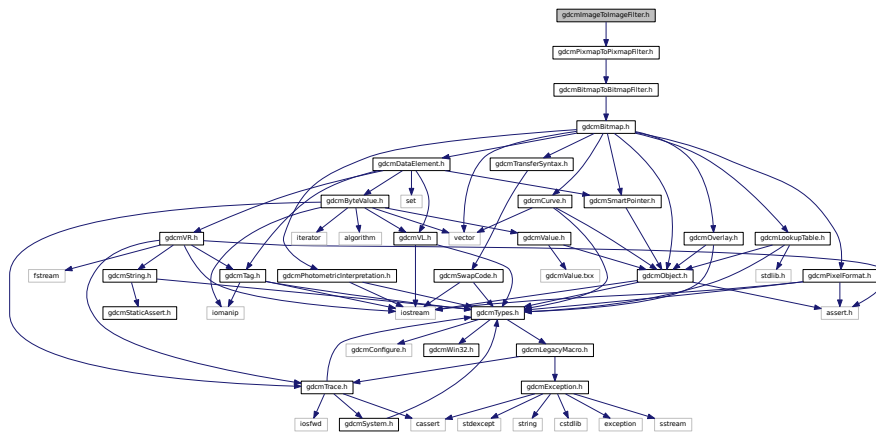 gdcmImageToImageFilter.h
gdcmPixmapToPixmapFilter.h
gdcmBitmapToBitmapFilter.h
gdcmBitmap.h
gdcmDataElement.h
gdcmTransferSyntax.h
gdcmByteValue.h
set
gdcmCurve.h
gdcmSmartPointer.h
gdcmVR.h
iterator
algorithm
gdcmVL.h
vector
gdcmValue.h
gdcmOverlay.h
gdcmLookupTable.h
fstream
gdcmString.h
gdcmTag.h
gdcmPhotometricInterpretation.h
gdcmSwapCode.h
gdcmValue.txx
gdcmObject.h
stdlib.h
gdcmPixelFormat.h
gdcmStaticAssert.h
iomanip
iostream
gdcmTypes.h
assert.h
gdcmConfigure.h
gdcmWin32.h
gdcmLegacyMacro.h
gdcmTrace.h
gdcmException.h
iosfwd
gdcmSystem.h
cassert
stdexcept
string
cstdlib
exception
sstream